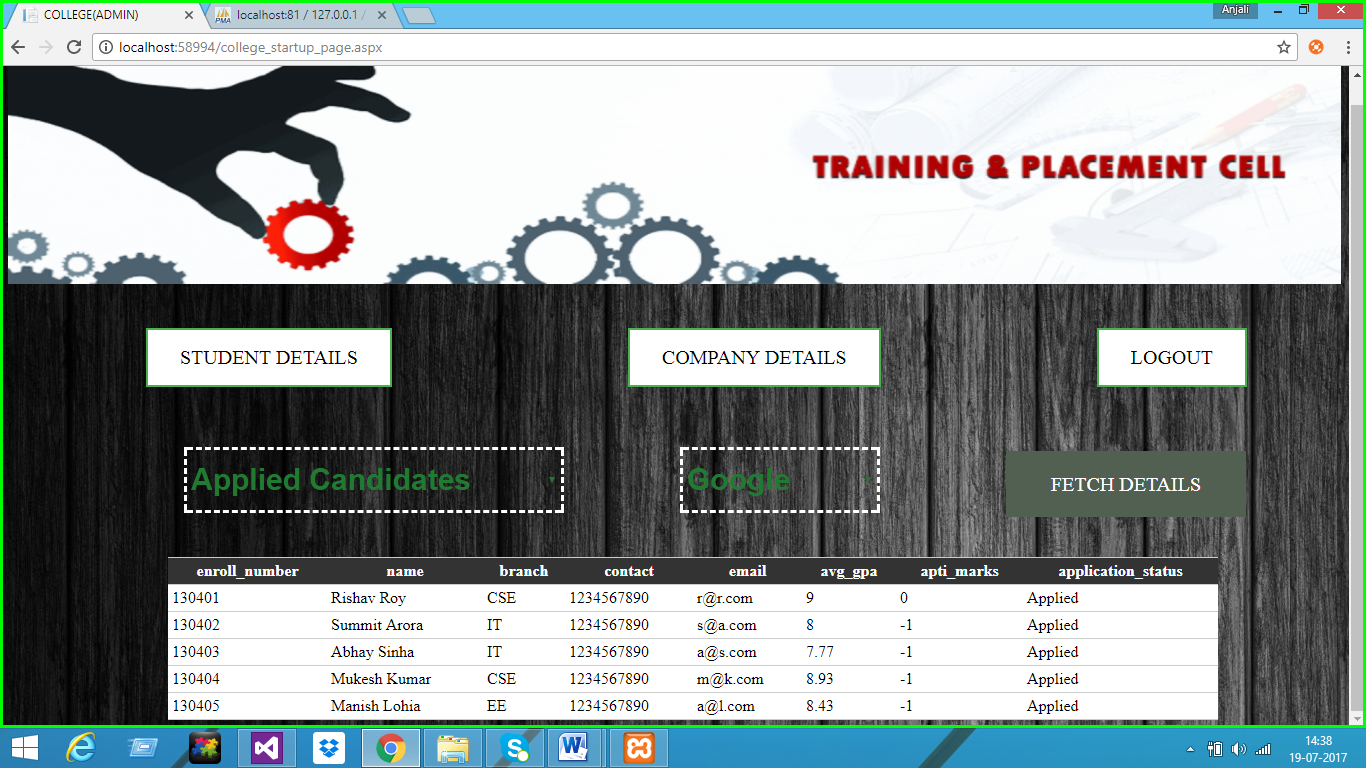 Anjali
COLLEGE(ADMIN)
PMA localhost:81 / 127.0.0.1 /
localhost:58994/college_startup_page.aspx
TRAINING & PLACEMENT CELL
STUDENT DETAILS COMPANY DETAILS LOGOUT
Applied Candidates Google FETCH DETAILS
enroll_number name branch contact email avg_gpa apti_marks application_status
130401 Rishav Roy CSE 1234567890 r@r.com 9 0 Applied
130402 Summit Arora IT 1234567890 s@a.com 8 -1 Applied
130403 Abhay Sinha IT 1234567890 a@s.com 7.77 -1 Applied
130404 Mukesh Kumar CSE 1234567890 m@k.com 8.93 -1 Applied
130405 Manish Lohia EE 1234567890 a@l.com 8.43 -1 Applied
14:38
19-07-2017